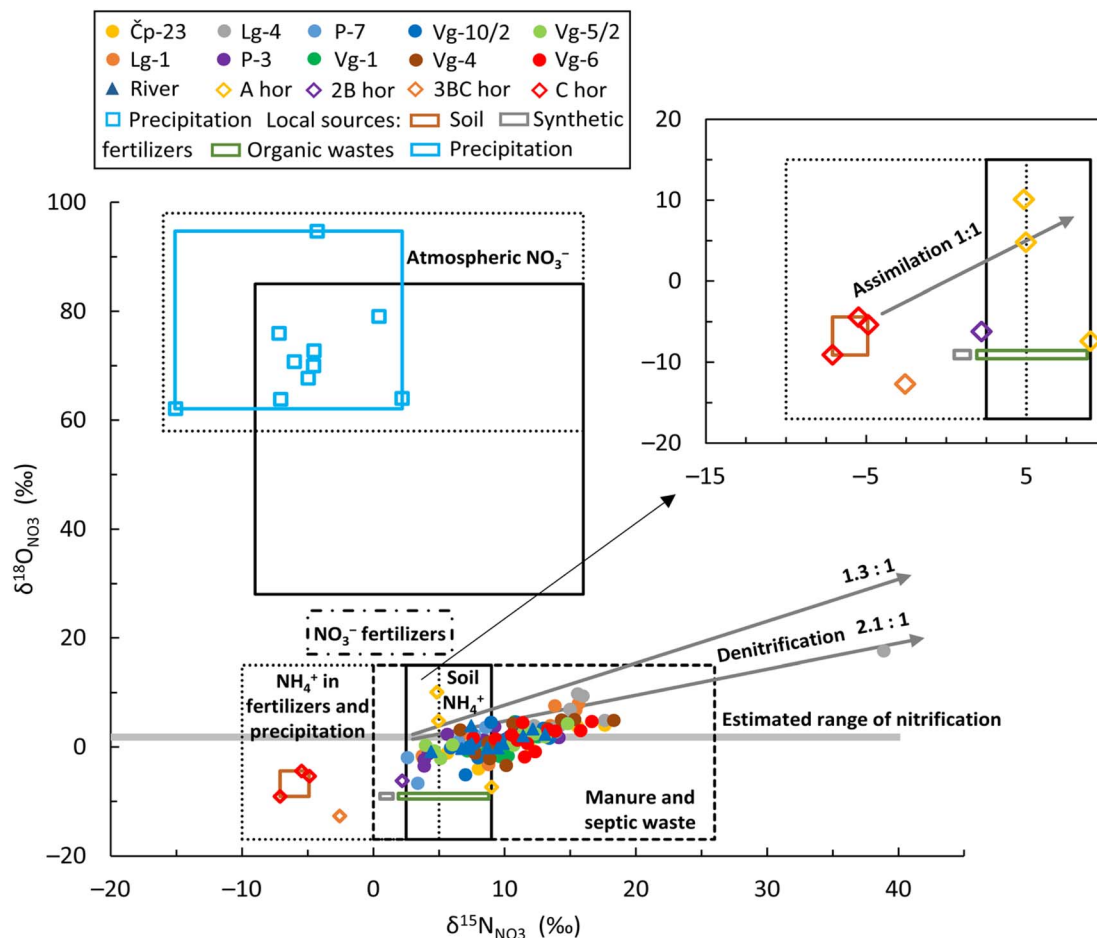 Čp-23 Lg-4 P-7 Vg-10/2 Vg-5/2
Lg-1 P-3 Vg-1 Vg-4 Vg-6
River A hor 2B hor 3BC hor C hor
Precipitation Local sources: Soil Synthetic
fertilizers Organic wastes Precipitation
20
10
0
−10
−20
−15 −5 5
Assimilation 1:1
100
80
60
40
20
0
−20
δ¹⁸O_NO3 (‰)
Atmospheric NO₃⁻
NO₃⁻ fertilizers
NH₄⁺ in
fertilizers and
precipitation
Soil
NH₄⁺
1.3 : 1
Denitrification 2.1 : 1
Estimated range of nitrification
Manure and
septic waste
−20 −10 0 10 20 30 40
δ¹⁵N_NO3 (‰)